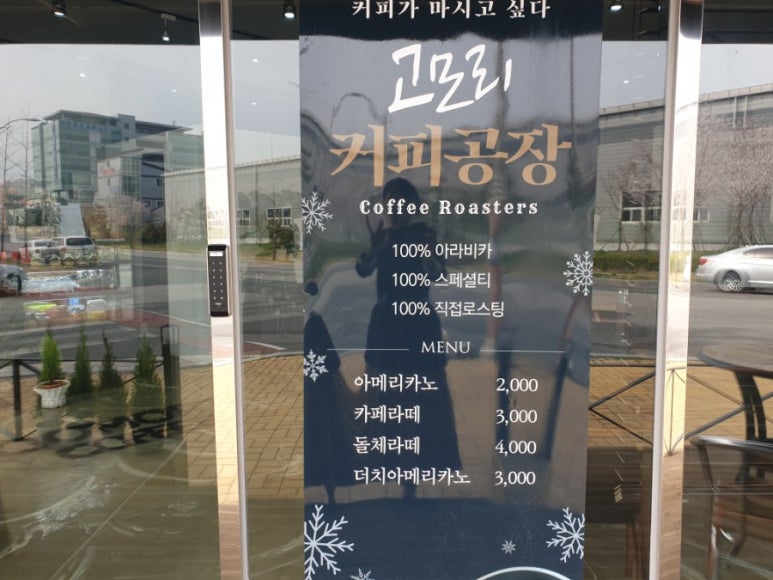 커피가 마시고 싶다
고모리
커피공장
Coffee Roasters
100% 아라비카
100% 스페셜티
100% 직접로스팅
MENU
아메리카노 2,000
카페라떼 3,000
돌체라떼 4,000
더치아메리카노 3,000